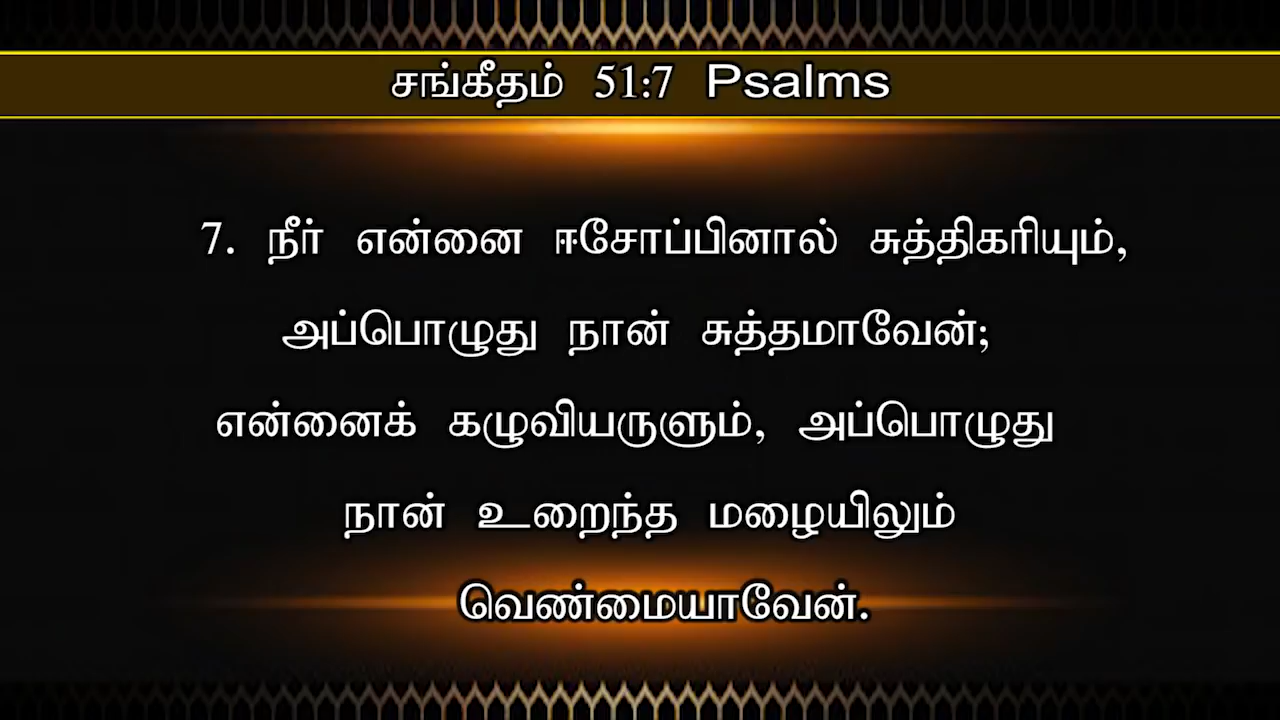 சங்கீதம் 51:7 Psalms
7. நீர் என்னை ஈசோப்பினால் சுத்திகரியும்,
அப்பொழுது நான் சுத்தமாவேன்;
என்னைக் கழுவியருளும், அப்பொழுது
நான் உறைந்த மழையிலும்
வெண்மையாவேன்.